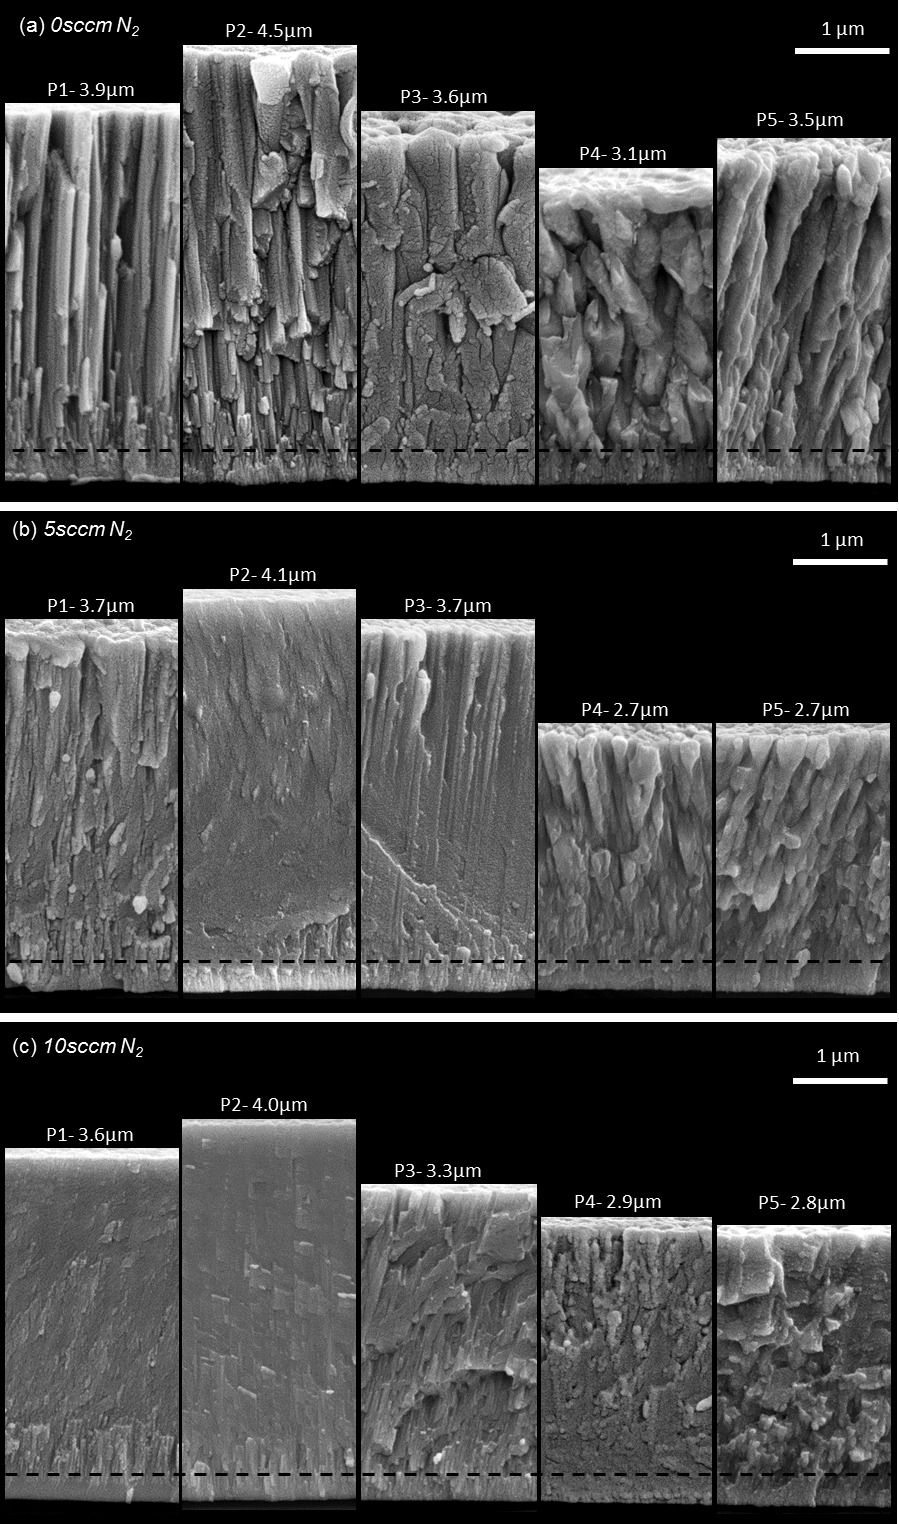 (a) 0sccm N2
1 µm
P1- 3.9µm
P2- 4.5µm
P3- 3.6µm
P4- 3.1µm
P5- 3.5µm
(b) 5sccm N2
1 µm
P1- 3.7µm
P2- 4.1µm
P3- 3.7µm
P4- 2.7µm
P5- 2.7µm
(c) 10sccm N2
1 µm
P1- 3.6µm
P2- 4.0µm
P3- 3.3µm
P4- 2.9µm
P5- 2.8µm